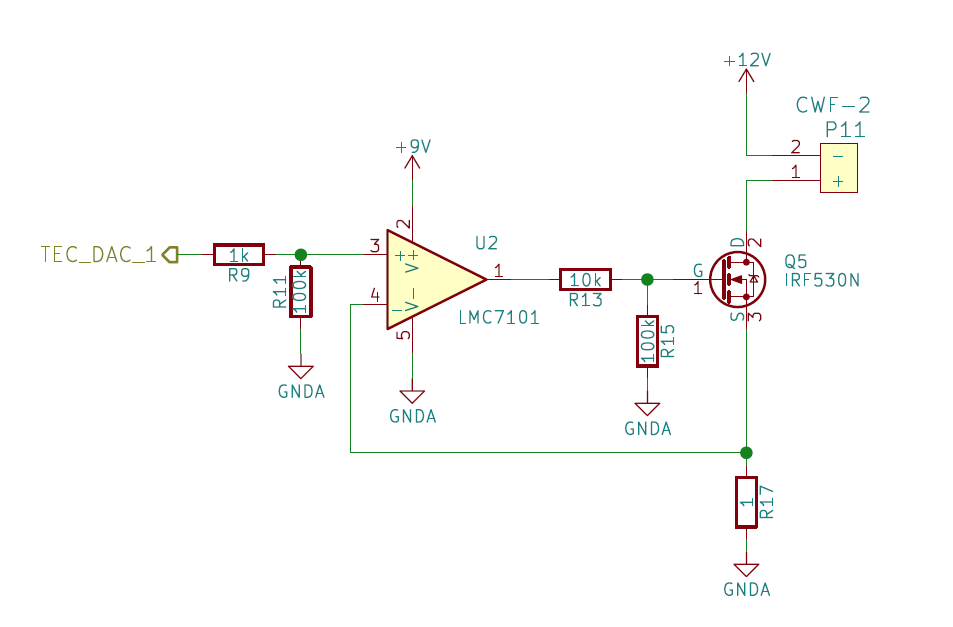 +12V
CWF-2
P11
2
-
1
+
+9V
2
TEC_DAC_1
1k
R9
3
+
+
V
U2
1
LMC7101
4
-
V-
5
R11
100k
GNDA
GNDA
10k
R13
100k
R15
GNDA
G
1
D
2
S
3
Q5
IRF530N
1
R17
GNDA